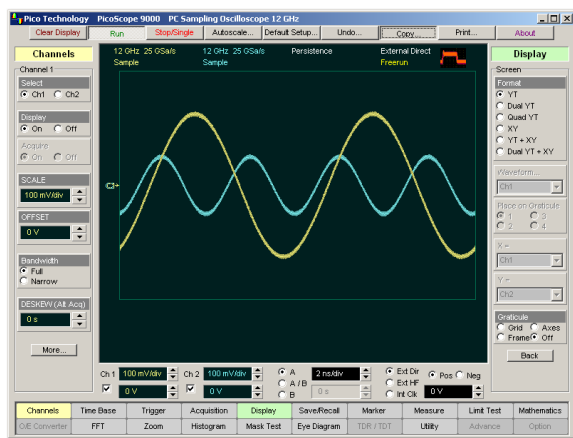 Pico Technology PicoScope 9000 PC Sampling Oscilloscope 12 GHz
Clear Display Run Stop/Single Autoscale... Default Setup... Undo... Copy... Print... About
Channels
Channel 1
Select
Ch1 Ch2
Display
On Off
Acquire
On Off
SCALE
100 mV/div
OFFSET
0 V
Bandwidth
Full
Narrow
DESKEW (Alt Acq)
0 s
More...
12 GHz 25 GSa/s 12 GHz 25 GSa/s Persistence External Direct
Sample Sample Freerun
C1+
Ch 1 100 mV/div Ch 2 100 mV/div A 2 ns/div Ext Dir Pos Neg
A / B Ext HF
0 V 0 V B 0 s Int Clk 0 V
Display
Screen
Format
YT
Dual YT
Quad YT
XY
YT + XY
Dual YT + XY
Waveform...
Ch1
Place on Graticule
1 3
2 4
X =
Ch1
Y =
Ch2
Graticule
Grid Axes
Frame Off
Back
Channels Time Base Trigger Acquisition Display Save/Recall Marker Measure Limit Test Mathematics
O/E Converter FFT Zoom Histogram Mask Test Eye Diagram TDR / TDT Utility Advance Option